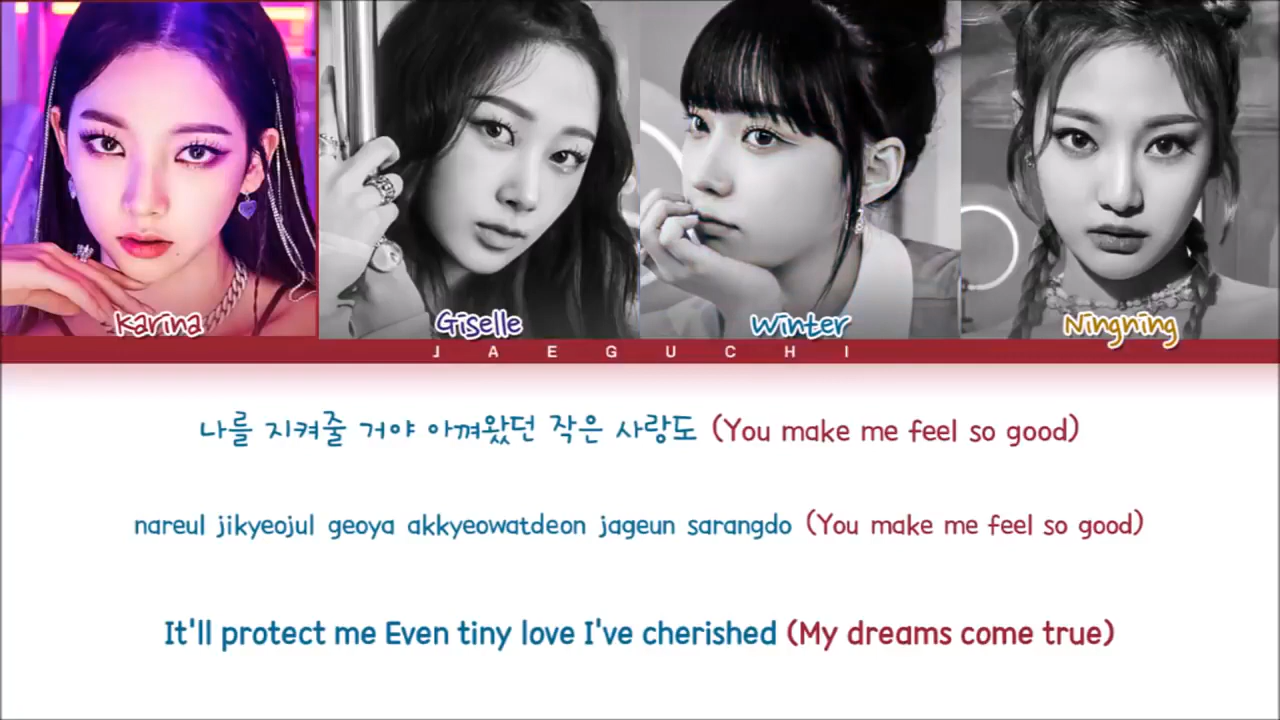 Karina Giselle Winter Ningning
JAEGUCHI
나를 지켜줄 거야 아껴왔던 작은 사랑도 (You make me feel so good)
nareul jikyeojul geoya akkyeowatdeon jageun sarangdo (You make me feel so good)
It'll protect me Even tiny love I've cherished (My dreams come true)